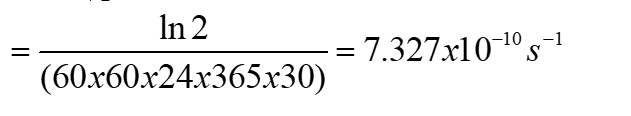 = ln 2 / (60x60x24x365x30) = 7.327x10⁻¹⁰ s⁻¹